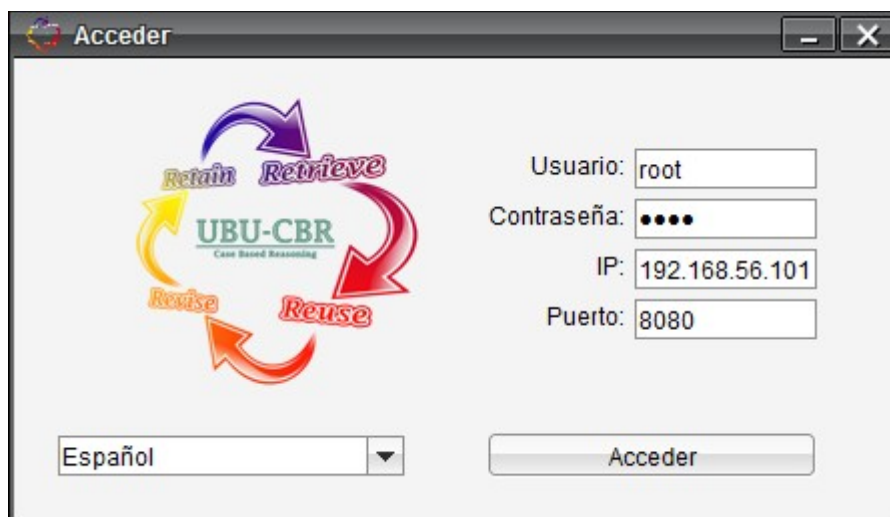 Acceder
Retain Retrieve
UBU-CBR
Case Based Reasoning
Revise
Reuse
Usuario: root
Contraseña: ●●●●
IP: 192.168.56.101
Puerto: 8080
Español
Acceder